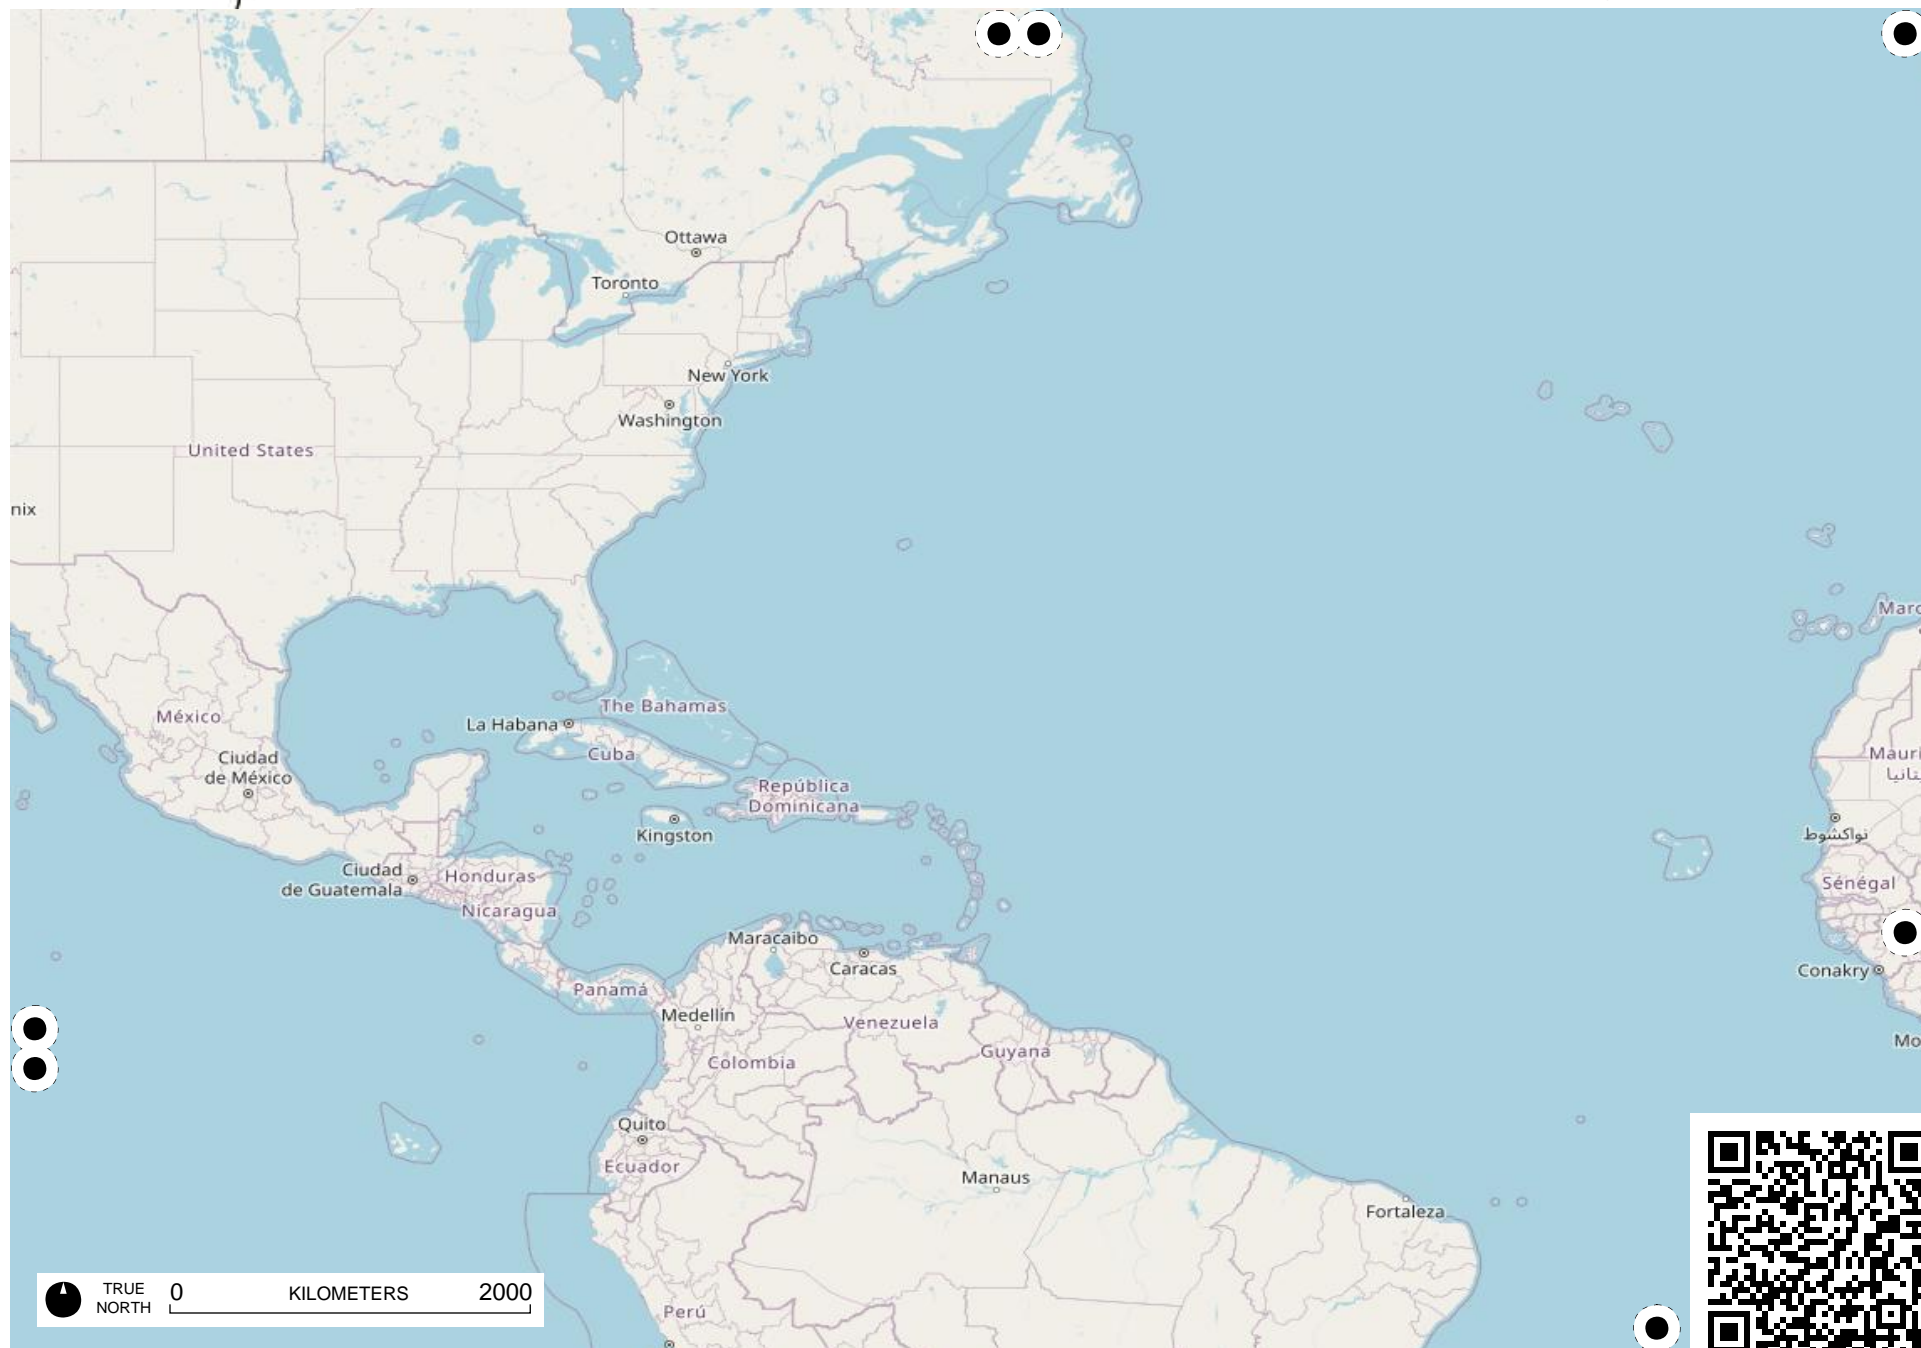 Ottawa
Toronto
New York
Washington
United States
nix
Marc
The Bahamas
México
La Habana
Cuba
Ciudad
de México
Mauri
República
Dominicana
Kingston
نواكشوط
Ciudad
de Guatemala
Honduras
Sénégal
Nicaragua
Maracaibo
Caracas
Conakry
Panamá
Medellín
Venezuela
Mo
Guyana
Colombia
Quito
Ecuador
Manaus
Fortaleza
TRUE
NORTH
0 KILOMETERS 2000
Perú